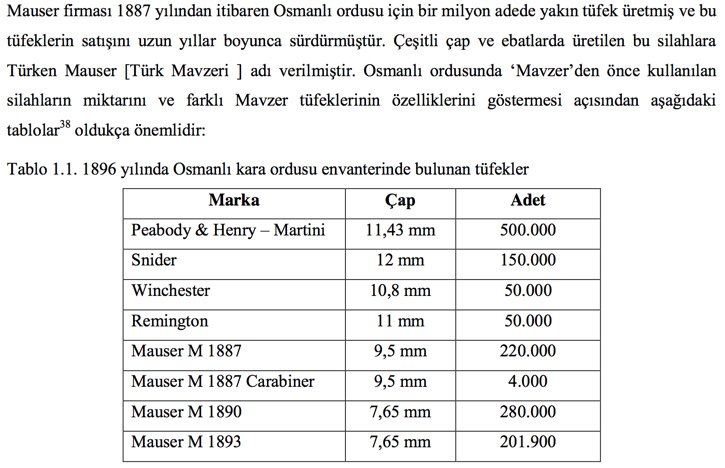 Mauser firması 1887 yılından itibaren Osmanlı ordusu için bir milyon adede yakın tüfek üretmiş ve bu
tüfeklerin satışını uzun yıllar boyunca sürdürmüştür. Çeşitli çap ve ebatlarda üretilen bu silahlara
Türken Mauser [Türk Mavzeri ] adı verilmiştir. Osmanlı ordusunda ‘Mavzer’den önce kullanılan
silahların miktarını ve farklı Mavzer tüfeklerinin özelliklerini göstermesi açısından aşağıdaki
tablolar38 oldukça önemlidir:
Tablo 1.1. 1896 yılında Osmanlı kara ordusu envanterinde bulunan tüfekler
Marka Çap Adet
Peabody & Henry – Martini 11,43 mm 500.000
Snider 12 mm 150.000
Winchester 10,8 mm 50.000
Remington 11 mm 50.000
Mauser M 1887 9,5 mm 220.000
Mauser M 1887 Carabiner 9,5 mm 4.000
Mauser M 1890 7,65 mm 280.000
Mauser M 1893 7,65 mm 201.900